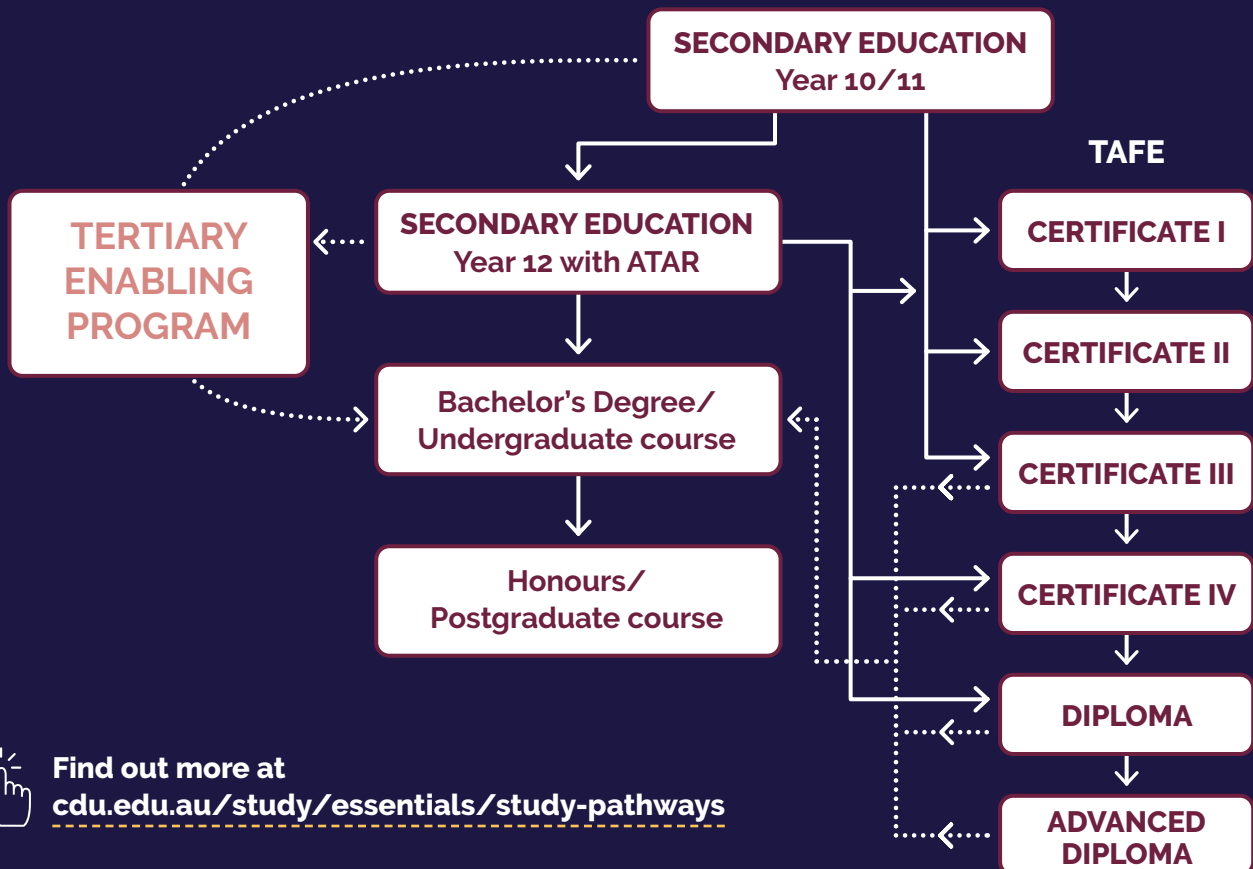 SECONDARY EDUCATION
Year 10/11
TAFE
TERTIARY
ENABLING
PROGRAM
SECONDARY EDUCATION
Year 12 with ATAR
CERTIFICATE I
CERTIFICATE II
Bachelor’s Degree/
Undergraduate course
CERTIFICATE III
Honours/
Postgraduate course
CERTIFICATE IV
DIPLOMA
ADVANCED
DIPLOMA
Find out more at
cdu.edu.au/study/essentials/study-pathways